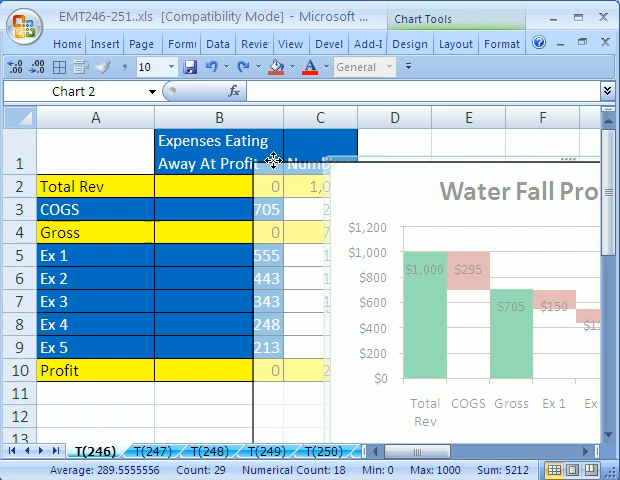 EMT246-251..xls [Compatibility Mode] - Microsoft ...
Chart Tools
Home Insert Page Formu Data Revie View Devel Add-I Design Layout Format
10 General
Chart 2 fx
A B C D E F
1 Expenses Eating
Away At Profit
2 Total Rev 0
3 COGS 705
4 Gross 0
5 Ex 1 555
6 Ex 2 443
7 Ex 3 343
8 Ex 4 248
9 Ex 5 213
10 Profit 0
11
12
13
Water Fall Pro
$1,200
$1,000
$800
$600
$400
$200
$0
$1,000 $295
$705 $150
Total Rev COGS Gross Ex 1 Ex
T(246) T(247) T(248) T(249) T(250)
Average: 289.5555556 Count: 29 Numerical Count: 18 Min: 0 Max: 1000 Sum: 5212